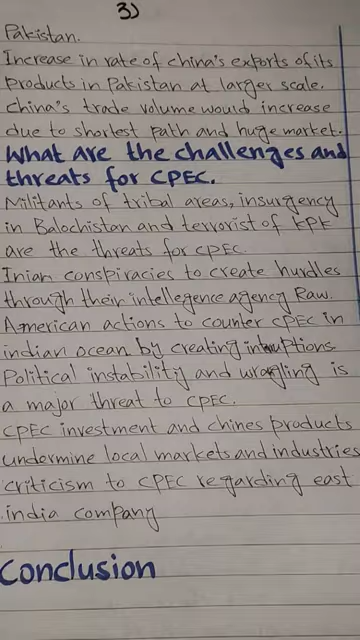 3)
Pakistan.
Increase in rate of china's exports of its
products in Pakistan at larger scale.
China's trade volume would increase
due to shortest path and huge market.
What are the challenges and
threats for CPEC.
Militants of tribal areas, insurgency
in Balochistan and terrorist of KPK
are the threats for CPEC.
Inian conspiracies to create hurdles
through their intellegence agency Raw.
American actions to counter CPEC in
indian ocean by creating intruptions
Political instability and wrangling is
a major threat to CPEC.
CPEC investment and chines products
undermine local markets and industries
criticism to CPEC regarding east
india company
Conclusion